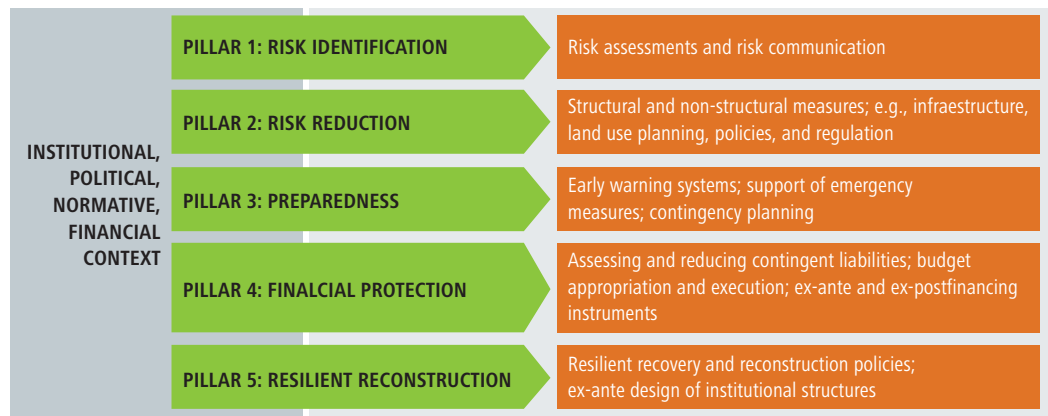 INSTITUTIONAL,
POLITICAL,
NORMATIVE,
FINANCIAL
CONTEXT
PILLAR 1: RISK IDENTIFICATION
Risk assessments and risk communication
PILLAR 2: RISK REDUCTION
Structural and non-structural measures; e.g., infraestructure,
land use planning, policies, and regulation
PILLAR 3: PREPAREDNESS
Early warning systems; support of emergency
measures; contingency planning
PILLAR 4: FINALCIAL PROTECTION
Assessing and reducing contingent liabilities; budget
appropriation and execution; ex-ante and ex-postfinancing
instruments
PILLAR 5: RESILIENT RECONSTRUCTION
Resilient recovery and reconstruction policies;
ex-ante design of institutional structures